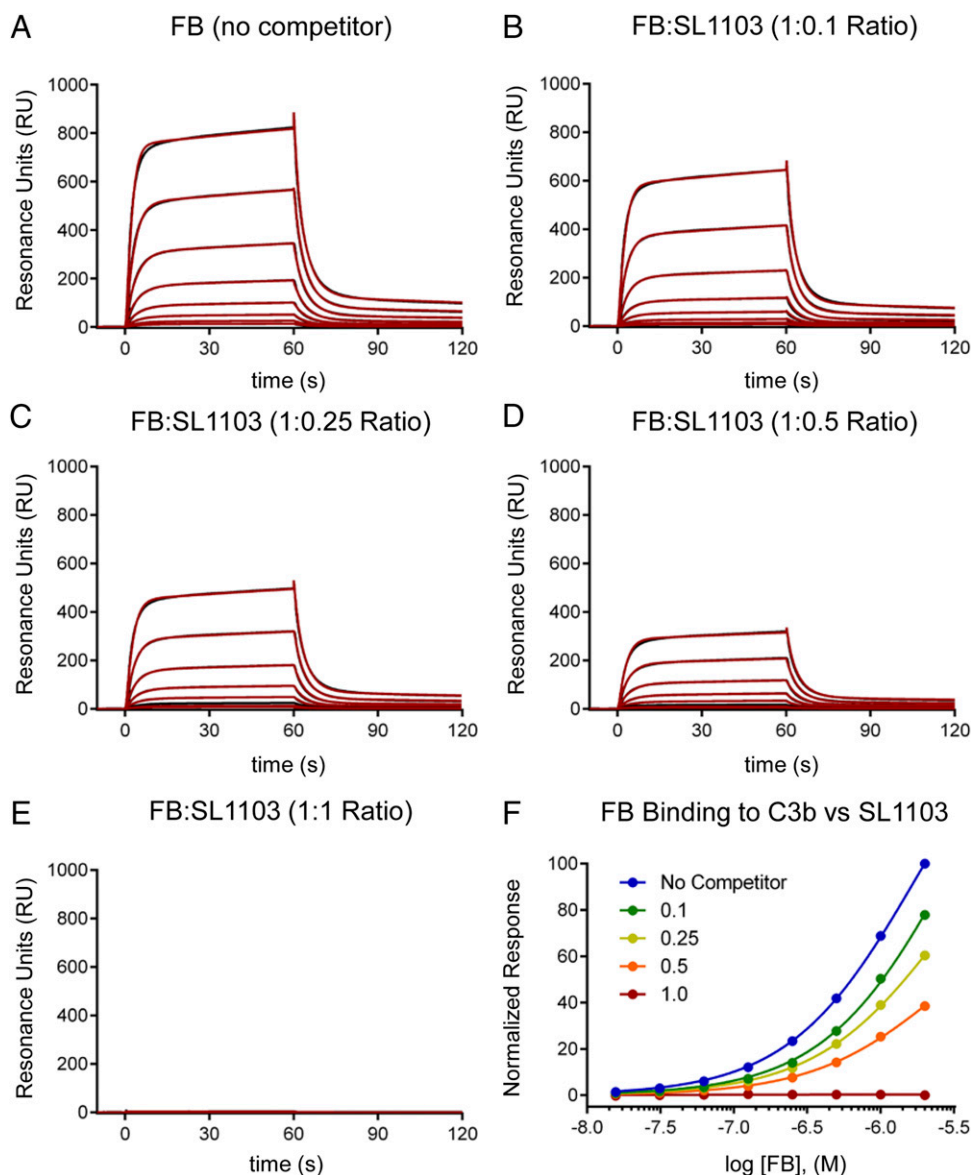 A
FB (no competitor)
Resonance Units (RU)
1000
800
600
400
200
0
0 30 60 90 120
time (s)
B
FB:SL1103 (1:0.1 Ratio)
Resonance Units (RU)
1000
800
600
400
200
0
0 30 60 90 120
time (s)
C
FB:SL1103 (1:0.25 Ratio)
Resonance Units (RU)
1000
800
600
400
200
0
0 30 60 90 120
time (s)
D
FB:SL1103 (1:0.5 Ratio)
Resonance Units (RU)
1000
800
600
400
200
0
0 30 60 90 120
time (s)
E
FB:SL1103 (1:1 Ratio)
Resonance Units (RU)
1000
800
600
400
200
0
0 30 60 90 120
time (s)
F
FB Binding to C3b vs SL1103
Normalized Response
100
80
60
40
20
0
No Competitor
0.1
0.25
0.5
1.0
-8.0 -7.5 -7.0 -6.5 -6.0 -5.5
log [FB], (M)